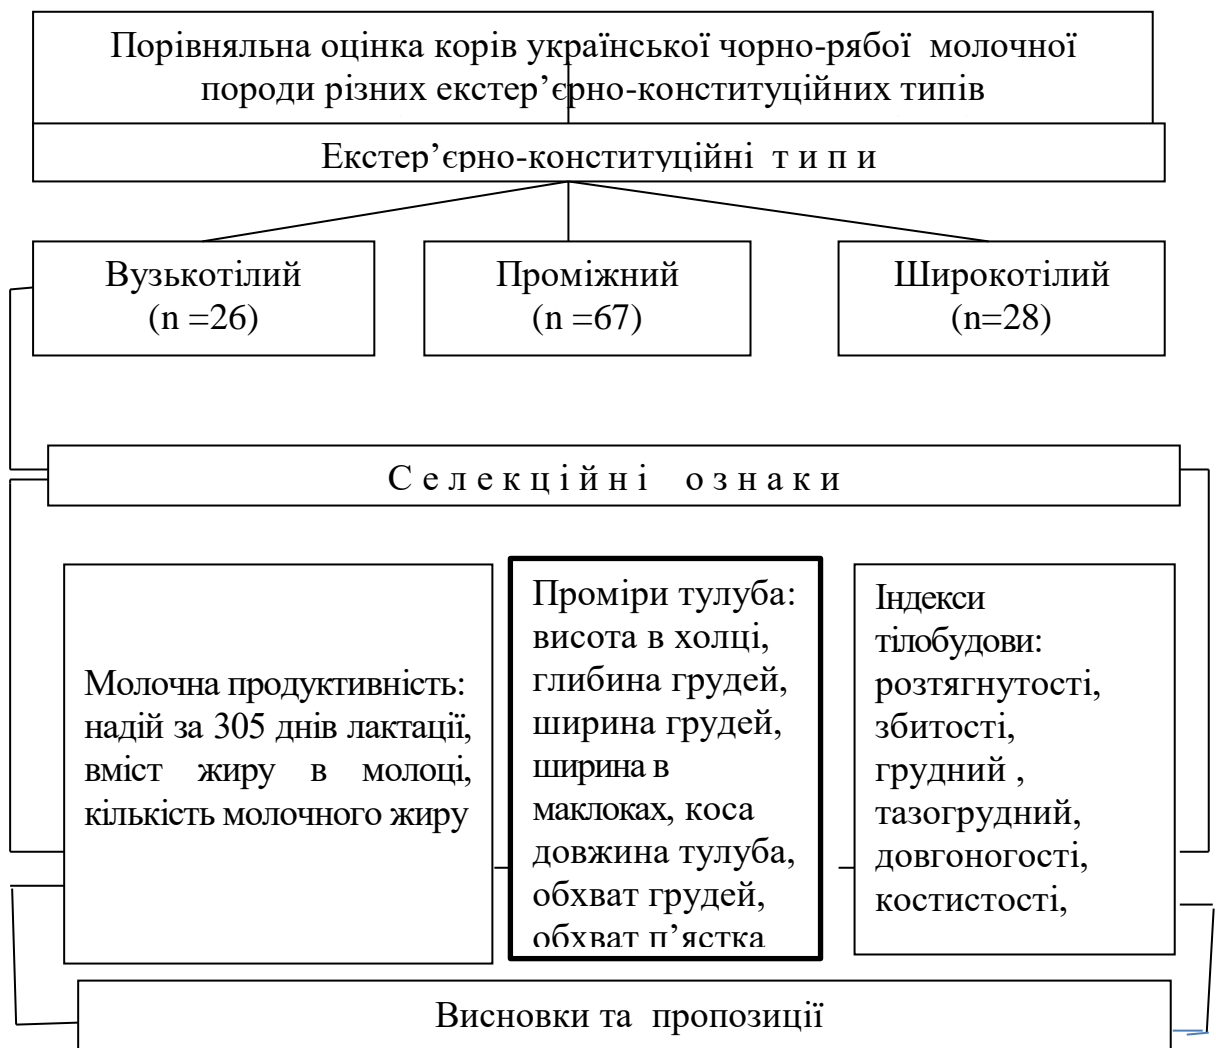 Порівняльна оцінка корів української чорно-рябої молочної
породи різних екстер’єрно-конституційних типів
Екстер’єрно-конституційні т и п и
Вузькотілий
(n =26)
Проміжний
(n =67)
Широкотілий
(n=28)
С е л е к ц і й н і о з н а к и
Молочна продуктивність:
надій за 305 днів лактації,
вміст жиру в молоці,
кількість молочного жиру
Проміри тулуба:
висота в холці,
глибина грудей,
ширина грудей,
ширина в
маклоках, коса
довжина тулуба,
обхват грудей,
обхват п’ястка
Індекси
тілобудови:
розтягнутості,
збитості,
грудний ,
тазогрудний,
довгоногості,
костистості,
Висновки та пропозиції